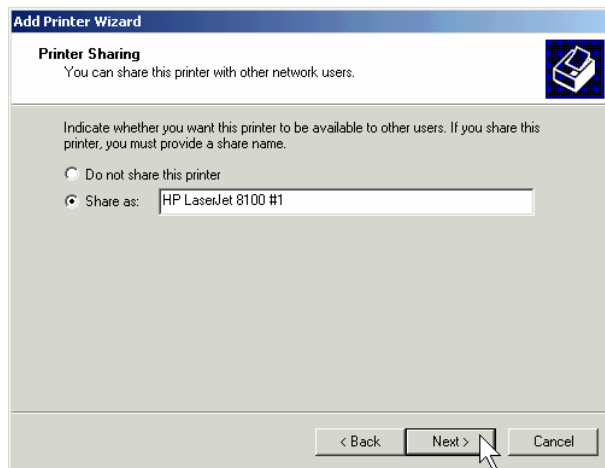 Add Printer Wizard
Printer Sharing
You can share this printer with other network users.
Indicate whether you want this printer to be available to other users. If you share this
printer, you must provide a share name.
Do not share this printer
Share as: HP LaserJet 8100 #1
< Back Next > Cancel